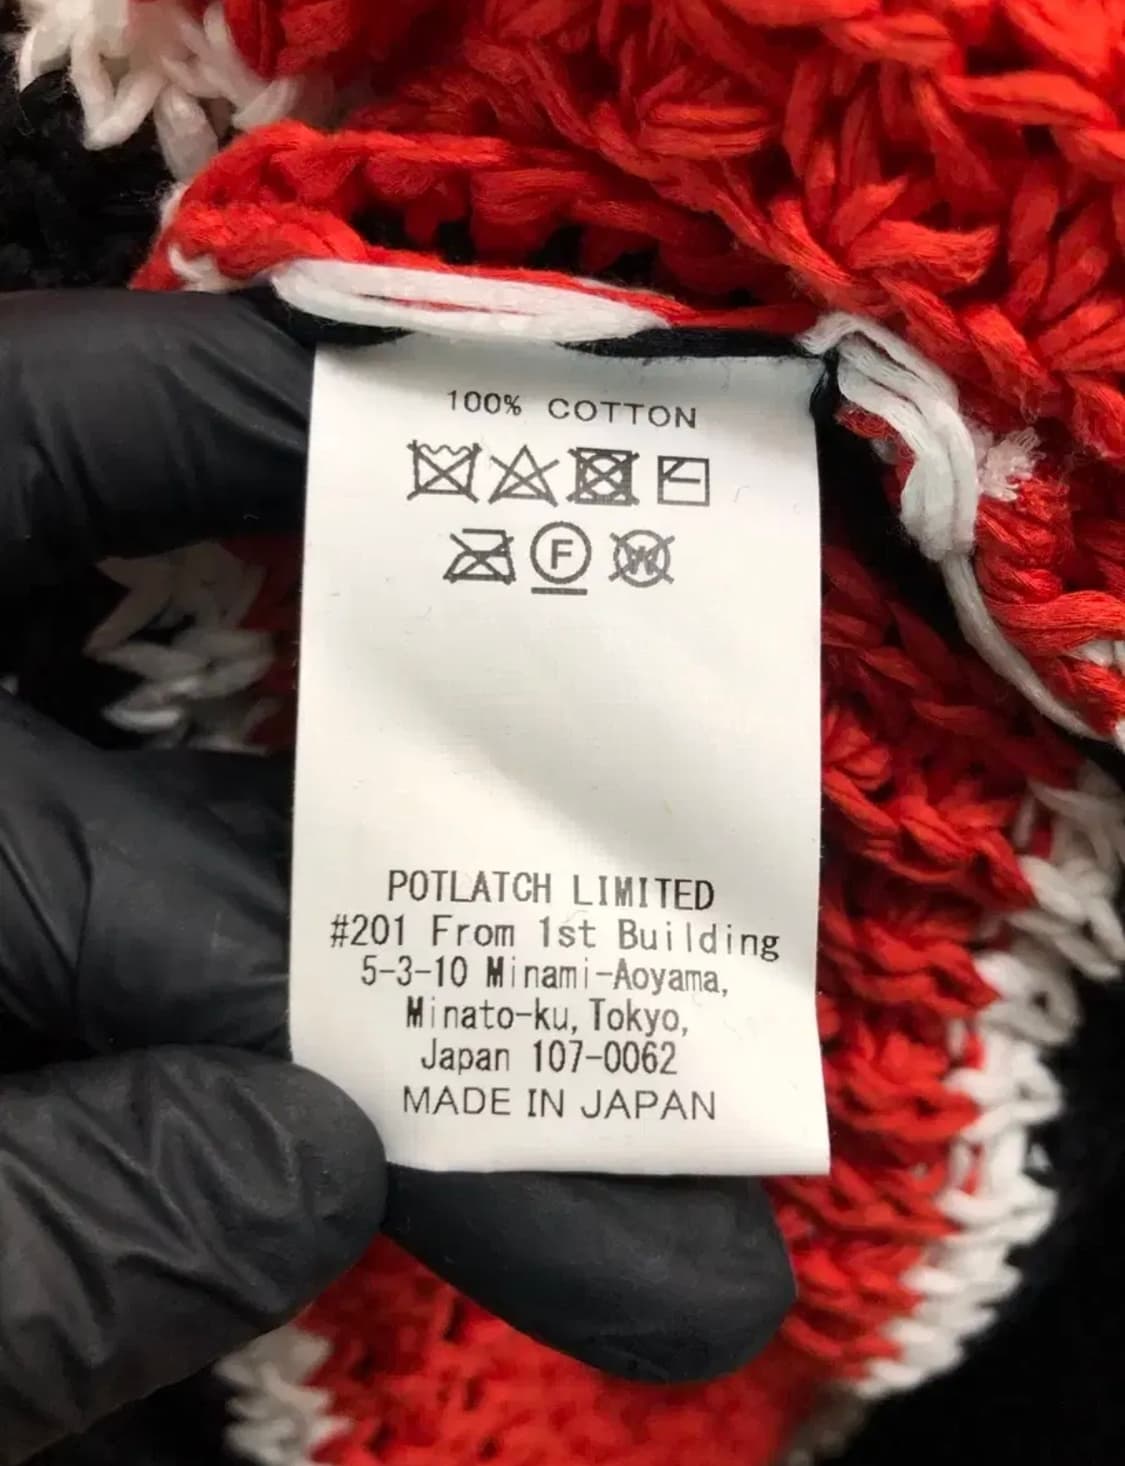 100% COTTON
F W
POTLATCH LIMITED
#201 From 1st Building
5-3-10 Minami-Aoyama,
Minato-ku, Tokyo,
Japan 107-0062
MADE IN JAPAN